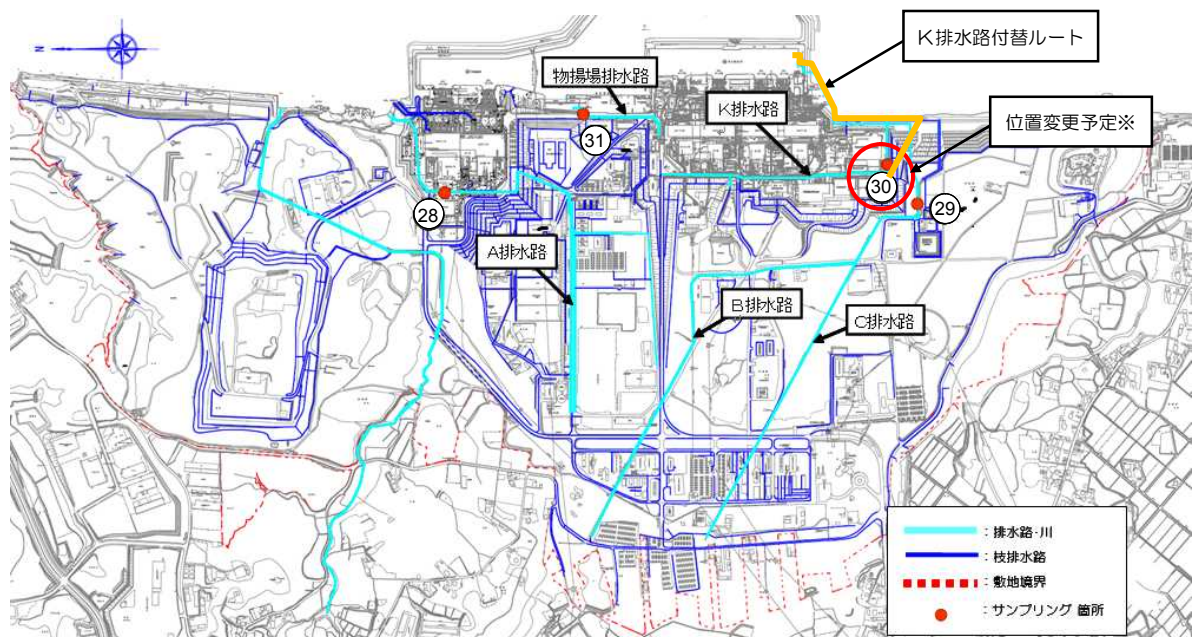 K排水路付替ルート
N
物揚場排水路
K排水路
位置変更予定※
31
30
29
28
A排水路
B排水路
C排水路
:排水路・川
:枝排水路
:敷地境界
:サンプリング箇所